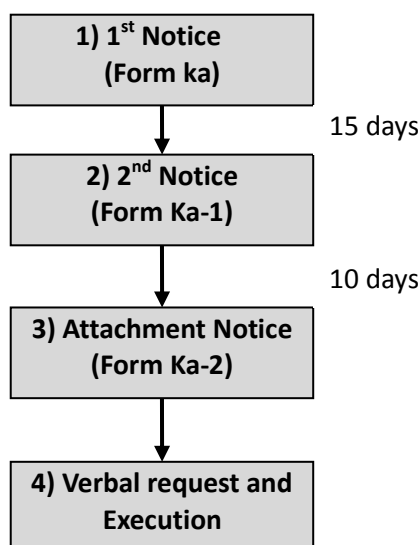 1) 1st Notice
(Form ka)
15 days
2) 2nd Notice
(Form Ka-1)
10 days
3) Attachment Notice
(Form Ka-2)
4) Verbal request and
Execution